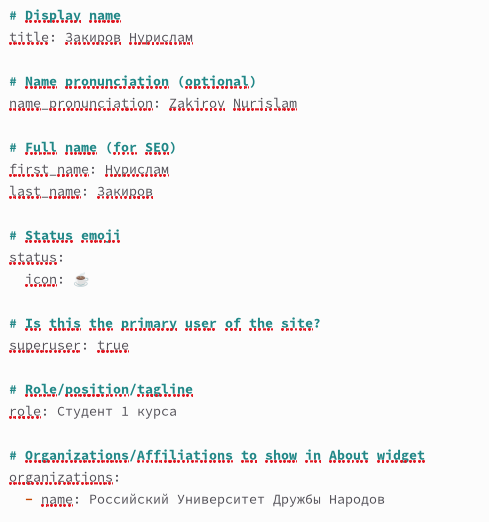 # Display name
title: Закиров Нурислам
# Name pronunciation (optional)
name_pronunciation: Zakirov Nurislam
# Full name (for SEO)
first_name: Нурислам
last_name: Закиров
# Status emoji
status:
icon: ☕️
# Is this the primary user of the site?
superuser: true
# Role/position/tagline
role: Студент 1 курса
# Organizations/Affiliations to show in About widget
organizations:
- name: Российский Университет Дружбы Народов